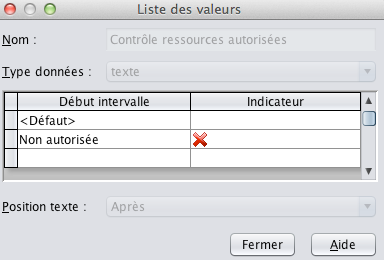 Liste des valeurs
Nom : Contrôle ressources autorisées
Type données : texte
Début intervalle Indicateur
<Défaut>
Non autorisée
Position texte : Après
Fermer Aide